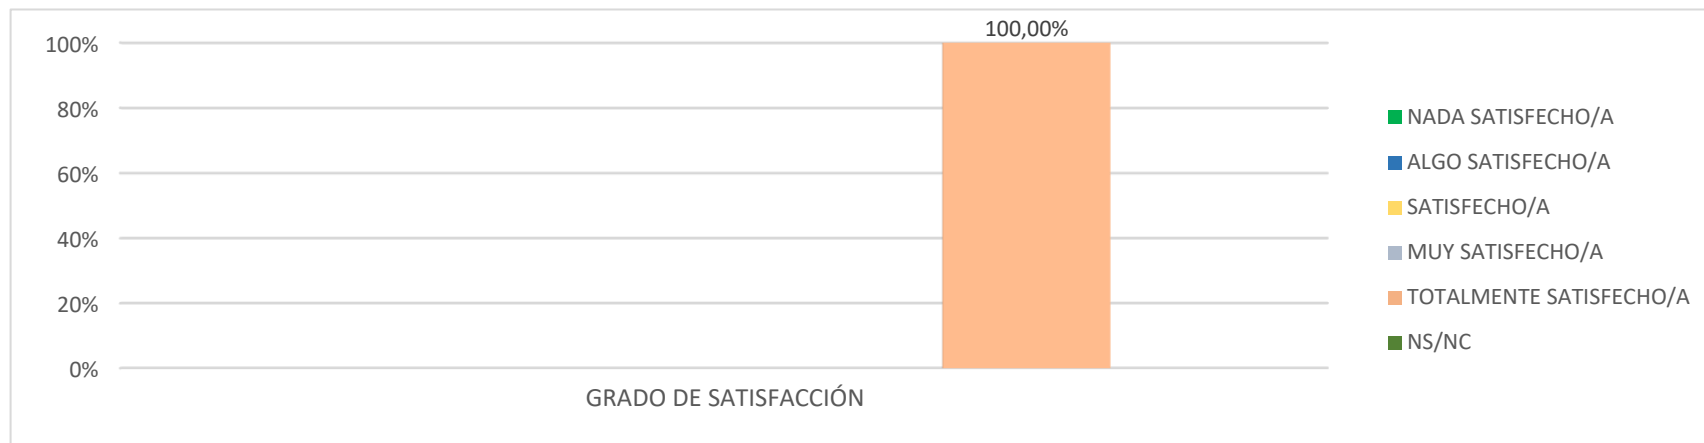 100,00%
100%
80%
60%
40%
20%
0%
GRADO DE SATISFACCIÓN
NADA SATISFECHO/A
ALGO SATISFECHO/A
SATISFECHO/A
MUY SATISFECHO/A
TOTALMENTE SATISFECHO/A
NS/NC